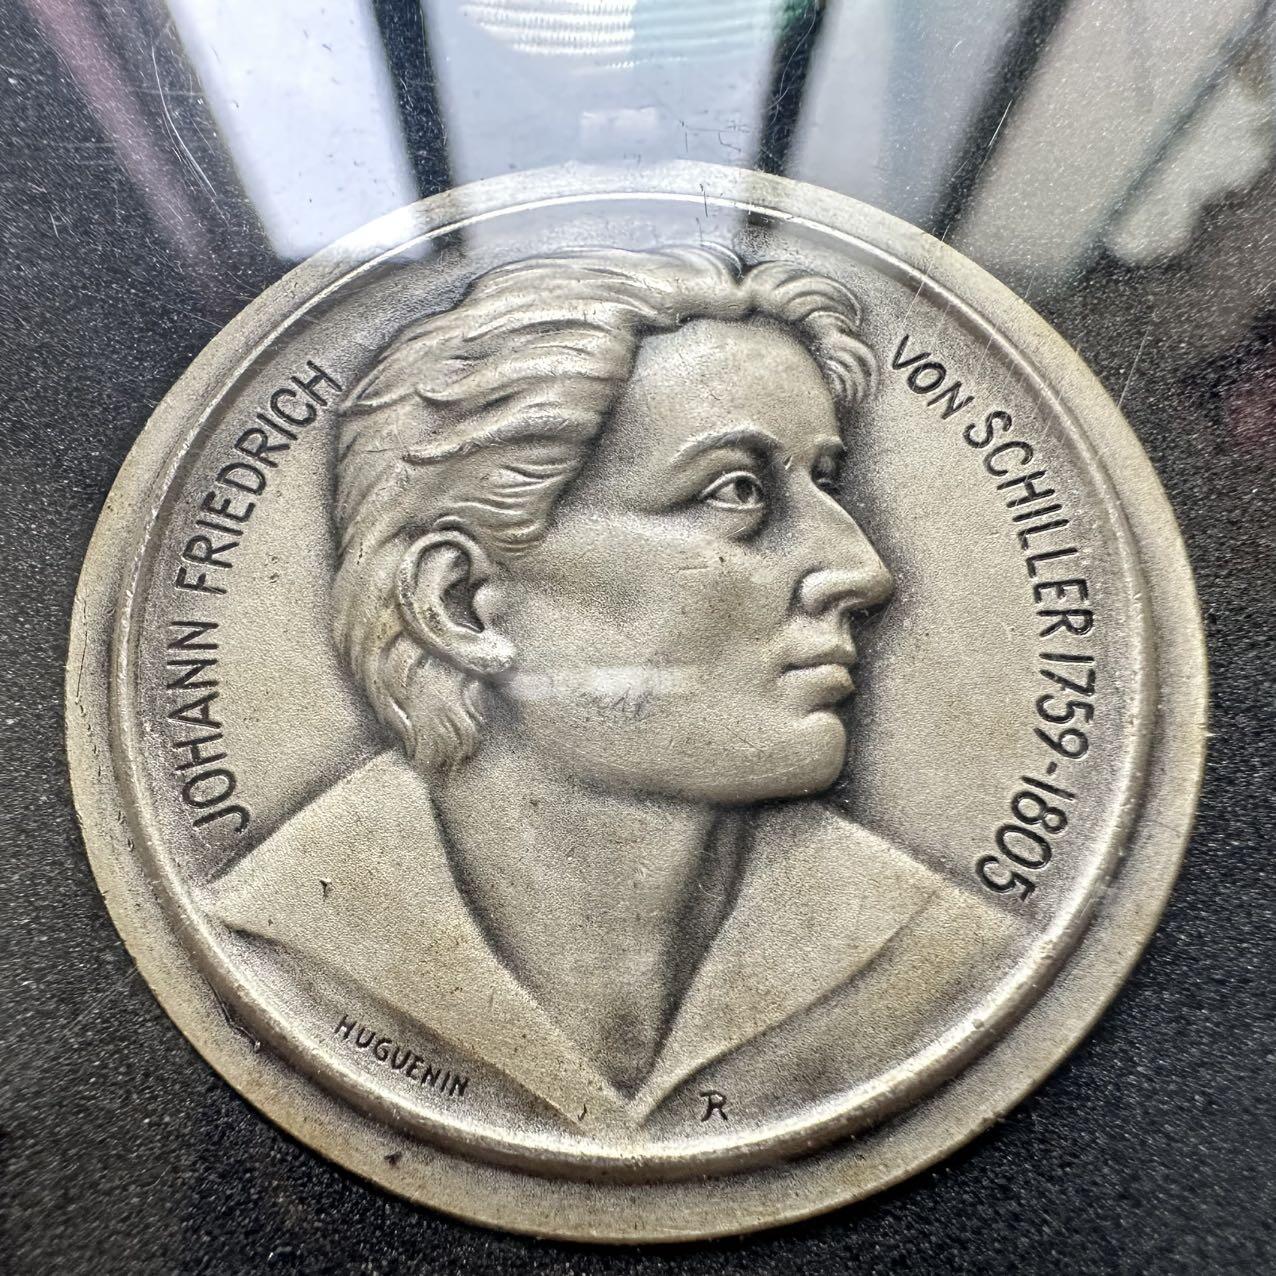 JOHANN FRIEDRICH
VON SCHILLER 1759-1805
HUGUENIN
R